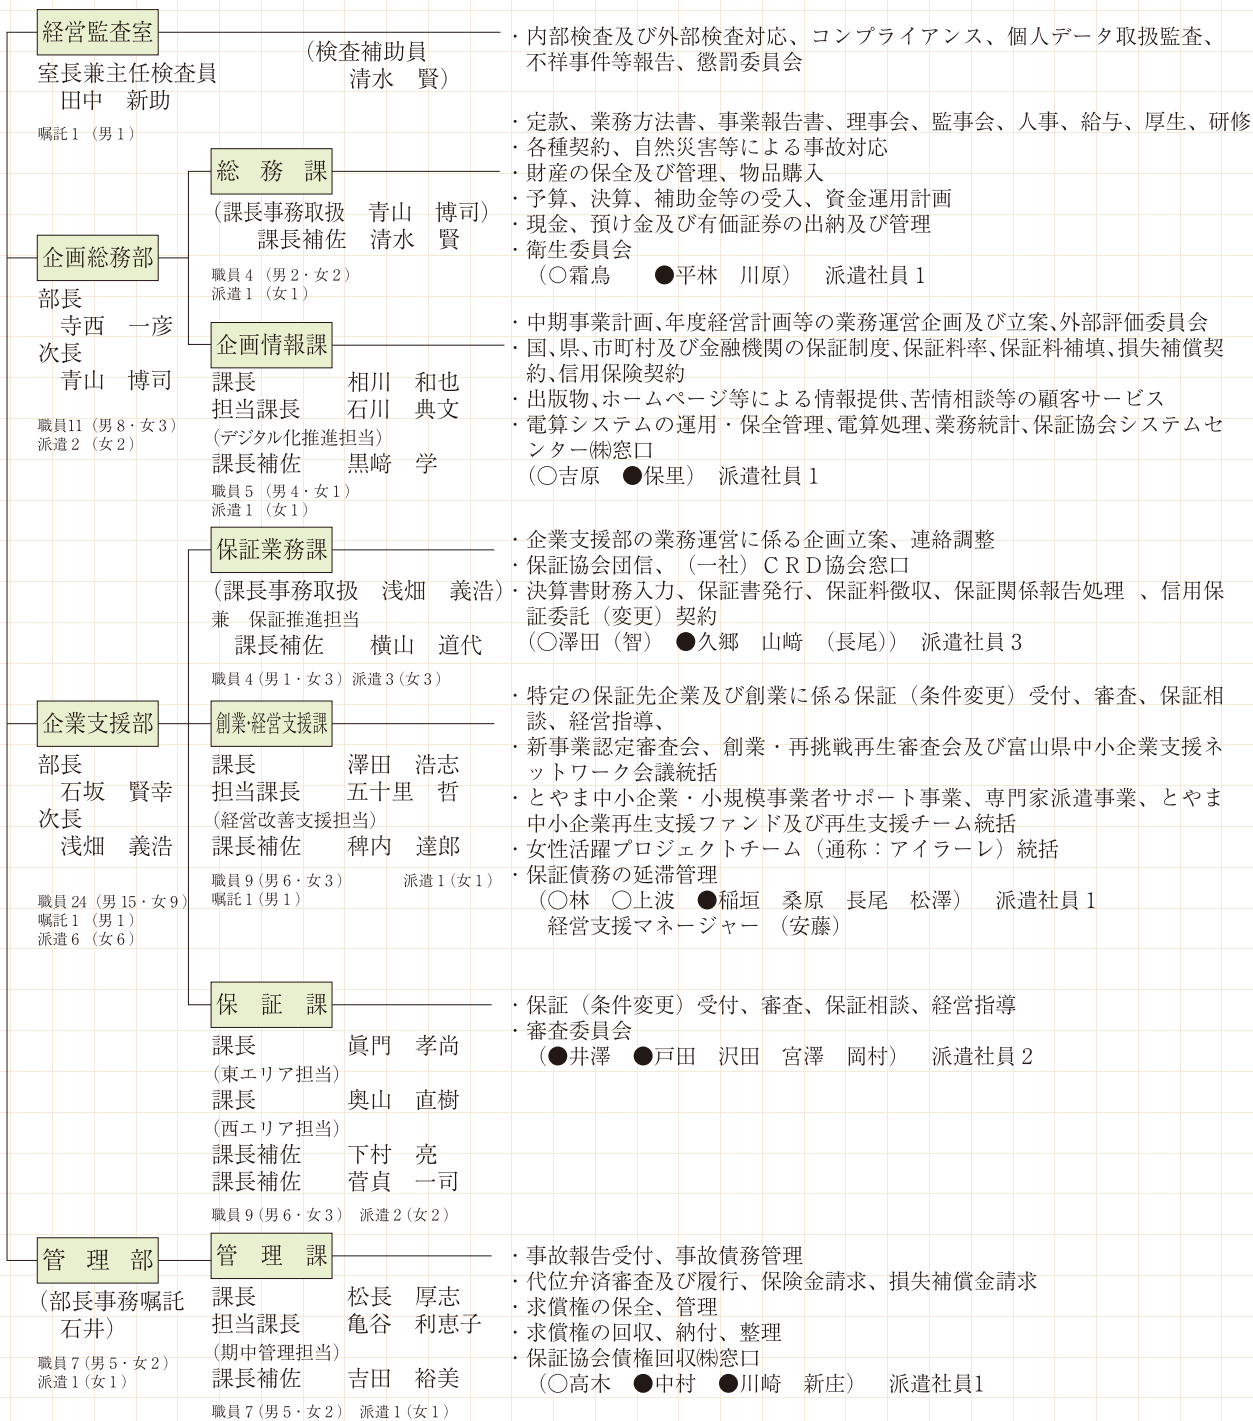 経営監査室
室長兼主任検査員
田中　新助
嘱託１（男１）
（検査補助員
清水　賢）
・内部検査及び外部検査対応、コンプライアンス、個人データ取扱監査、
不祥事件等報告、懲罰委員会
企画総務部
部長
寺西　一彦
次長
青山　博司
職員11（男８・女３）
派遣２（女２）
総　務　課
（課長事務取扱　青山　博司）
課長補佐　清水　賢
職員４（男２・女２）
派遣１（女１）
・定款、業務方法書、事業報告書、理事会、監事会、人事、給与、厚生、研修
・各種契約、自然災害等による事故対応
・財産の保全及び管理、物品購入
・予算、決算、補助金等の受入、資金運用計画
・現金、預け金及び有価証券の出納及び管理
・衛生委員会
（○霜鳥　　●平林　川原）　派遣社員１
企画情報課
課長　　　　相川　和也
担当課長　　石川　典文
（デジタル化推進担当）
課長補佐　　黒﨑　学
職員５（男４・女１）
派遣１（女１）
・中期事業計画、年度経営計画等の業務運営企画及び立案、外部評価委員会
・国、県、市町村及び金融機関の保証制度、保証料率、保証料補填、損失補償契
約、信用保険契約
・出版物、ホームページ等による情報提供、苦情相談等の顧客サービス
・電算システムの運用・保全管理、電算処理、業務統計、保証協会システムセ
ンター㈱窓口
（○吉原　●保里）　派遣社員１
企業支援部
部長
石坂　賢幸
次長
浅畑　義浩
職員24（男15・女９）
嘱託１（男１）
派遣６（女６）
保証業務課
（課長事務取扱　浅畑　義浩）
兼　保証推進担当
課長補佐　　横山　道代
職員４（男１・女３）派遣３（女３）
・企業支援部の業務運営に係る企画立案、連絡調整
・保証協会団信、（一社）ＣＲＤ協会窓口
・決算書財務入力、保証書発行、保証料徴収、保証関係報告処理　、信用保
証委託（変更）契約
（○澤田（智）　●久郷　山﨑　（長尾））　派遣社員３
創業・経営支援課
課長　　　　澤田　浩志
担当課長　　五十里　哲
（経営改善支援担当）
課長補佐　　稗内　達郎
職員９（男６・女３）　　　　派遣１（女１）
嘱託１（男１）
・特定の保証先企業及び創業に係る保証（条件変更）受付、審査、保証相
談、経営指導、
・新事業認定審査会、創業・再挑戦再生審査会及び富山県中小企業支援ネ
ットワーク会議統括
・とやま中小企業・小規模事業者サポート事業、専門家派遣事業、とやま
中小企業再生支援ファンド及び再生支援チーム統括
・女性活躍プロジェクトチーム（通称：アイラーレ）統括
・保証債務の延滞管理
（○林　○上波　●稲垣　桑原　長尾　松澤）　派遣社員１
経営支援マネージャー　（安藤）
保　証　課
課長　　　　眞門　孝尚
（東エリア担当）
課長　　　　奥山　直樹
（西エリア担当）
課長補佐　　下村　亮
課長補佐　　菅貞　一司
職員９（男６・女３）　派遣２（女２）
・保証（条件変更）受付、審査、保証相談、経営指導
・審査委員会
（●井澤　●戸田　沢田　宮澤　岡村）　派遣社員２
管　理　部
（部長事務嘱託
石井）
職員７（男５・女２）
派遣１（女１）
管　理　課
課長　　　　松長　厚志
担当課長　　亀谷　利恵子
（期中管理担当）
課長補佐　　吉田　裕美
職員７（男５・女２）　派遣１（女１）
・事故報告受付、事故債務管理
・代位弁済審査及び履行、保険金請求、損失補償金請求
・求償権の保全、管理
・求償権の回収、納付、整理
・保証協会債権回収㈱窓口
（○高木　●中村　●川崎　新庄）　派遣社員1